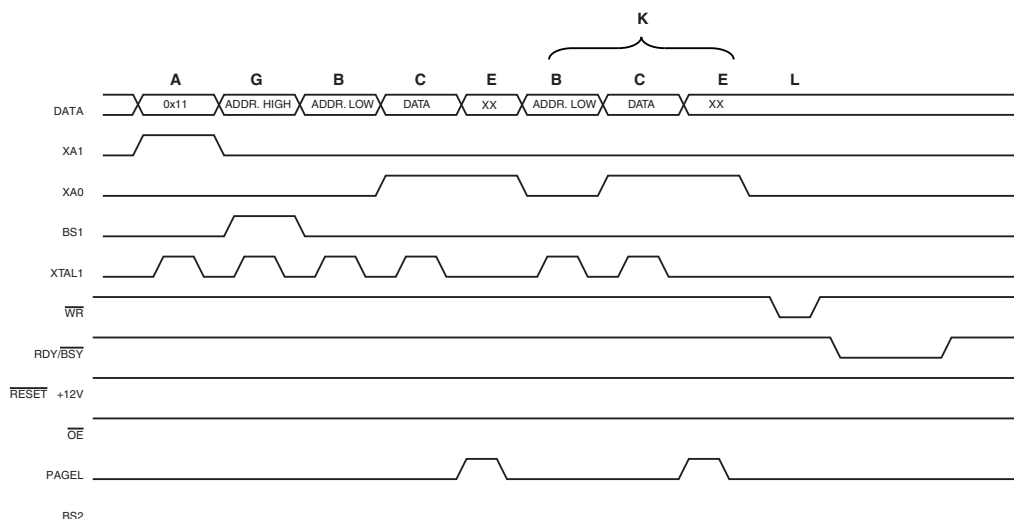 K
A G B C E B C E L
DATA 0x11 ADDR. HIGH ADDR. LOW DATA XX ADDR. LOW DATA XX
XA1
XA0
BS1
XTAL1
WR
RDY/BSY
RESET +12V
OE
PAGEL
BS2